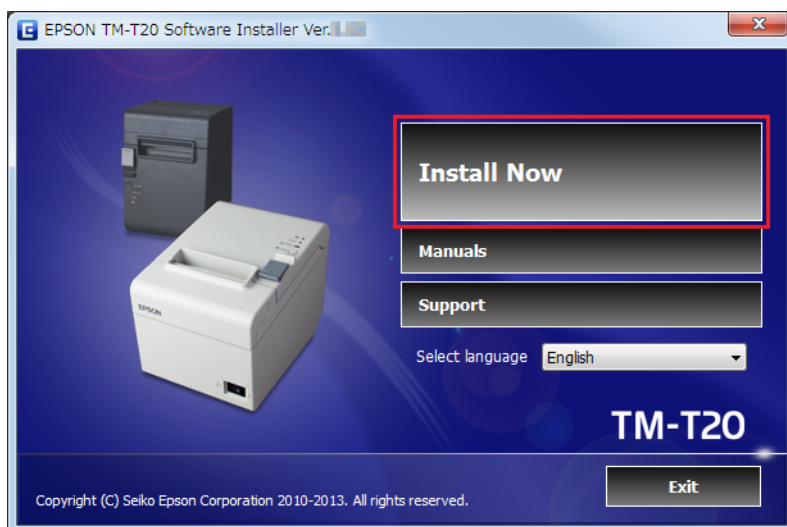 EPSON TM-T20 Software Installer Ver.
Install Now
Manuals
Support
Select language English
EPSON
TM-T20
Exit
Copyright (C) Seiko Epson Corporation 2010-2013. All rights reserved.